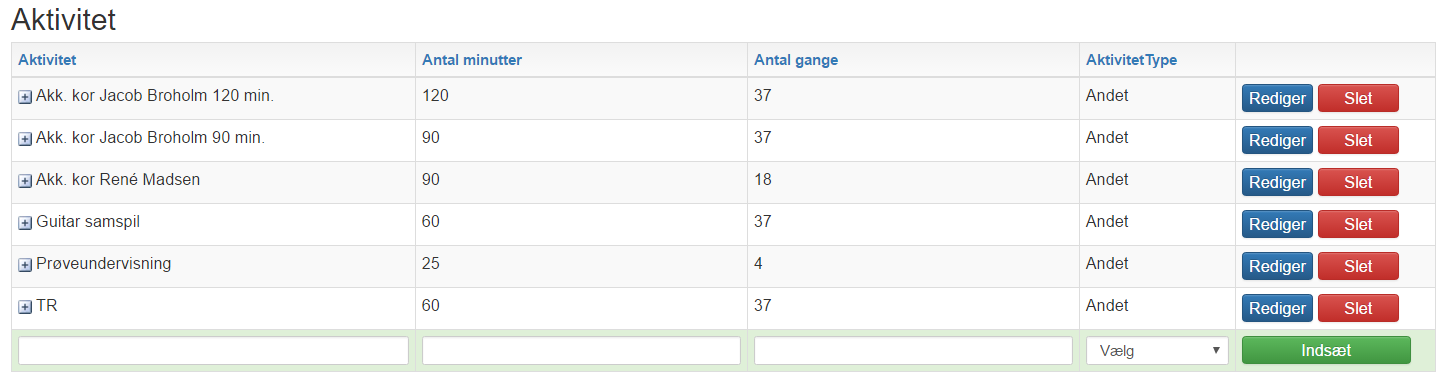 Aktivitet
Aktivitet Antal minutter Antal gange AktivitetType
Akk. kor Jacob Broholm 120 min. 120 37 Andet Rediger Slet
Akk. kor Jacob Broholm 90 min. 90 37 Andet Rediger Slet
Akk. kor René Madsen 90 18 Andet Rediger Slet
Guitar samspil 60 37 Andet Rediger Slet
Prøveundervisning 25 4 Andet Rediger Slet
TR 60 37 Andet Rediger Slet
Vælg Indsæt